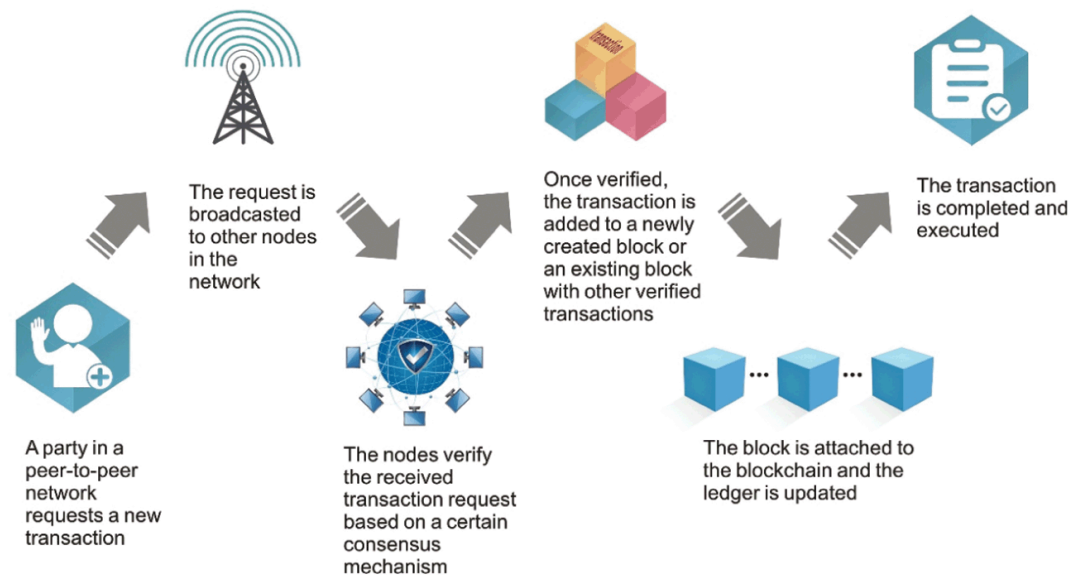 A party in a
peer-to-peer
network
requests a new
transaction
The request is
broadcasted
to other nodes
in the
network
The nodes verify
the received
transaction request
based on a certain
consensus
mechanism
transaction
Once verified,
the transaction is
added to a newly
created block or
an existing block
with other verified
transactions
The block is attached to
the blockchain and the
ledger is updated
The transaction
is completed and
executed